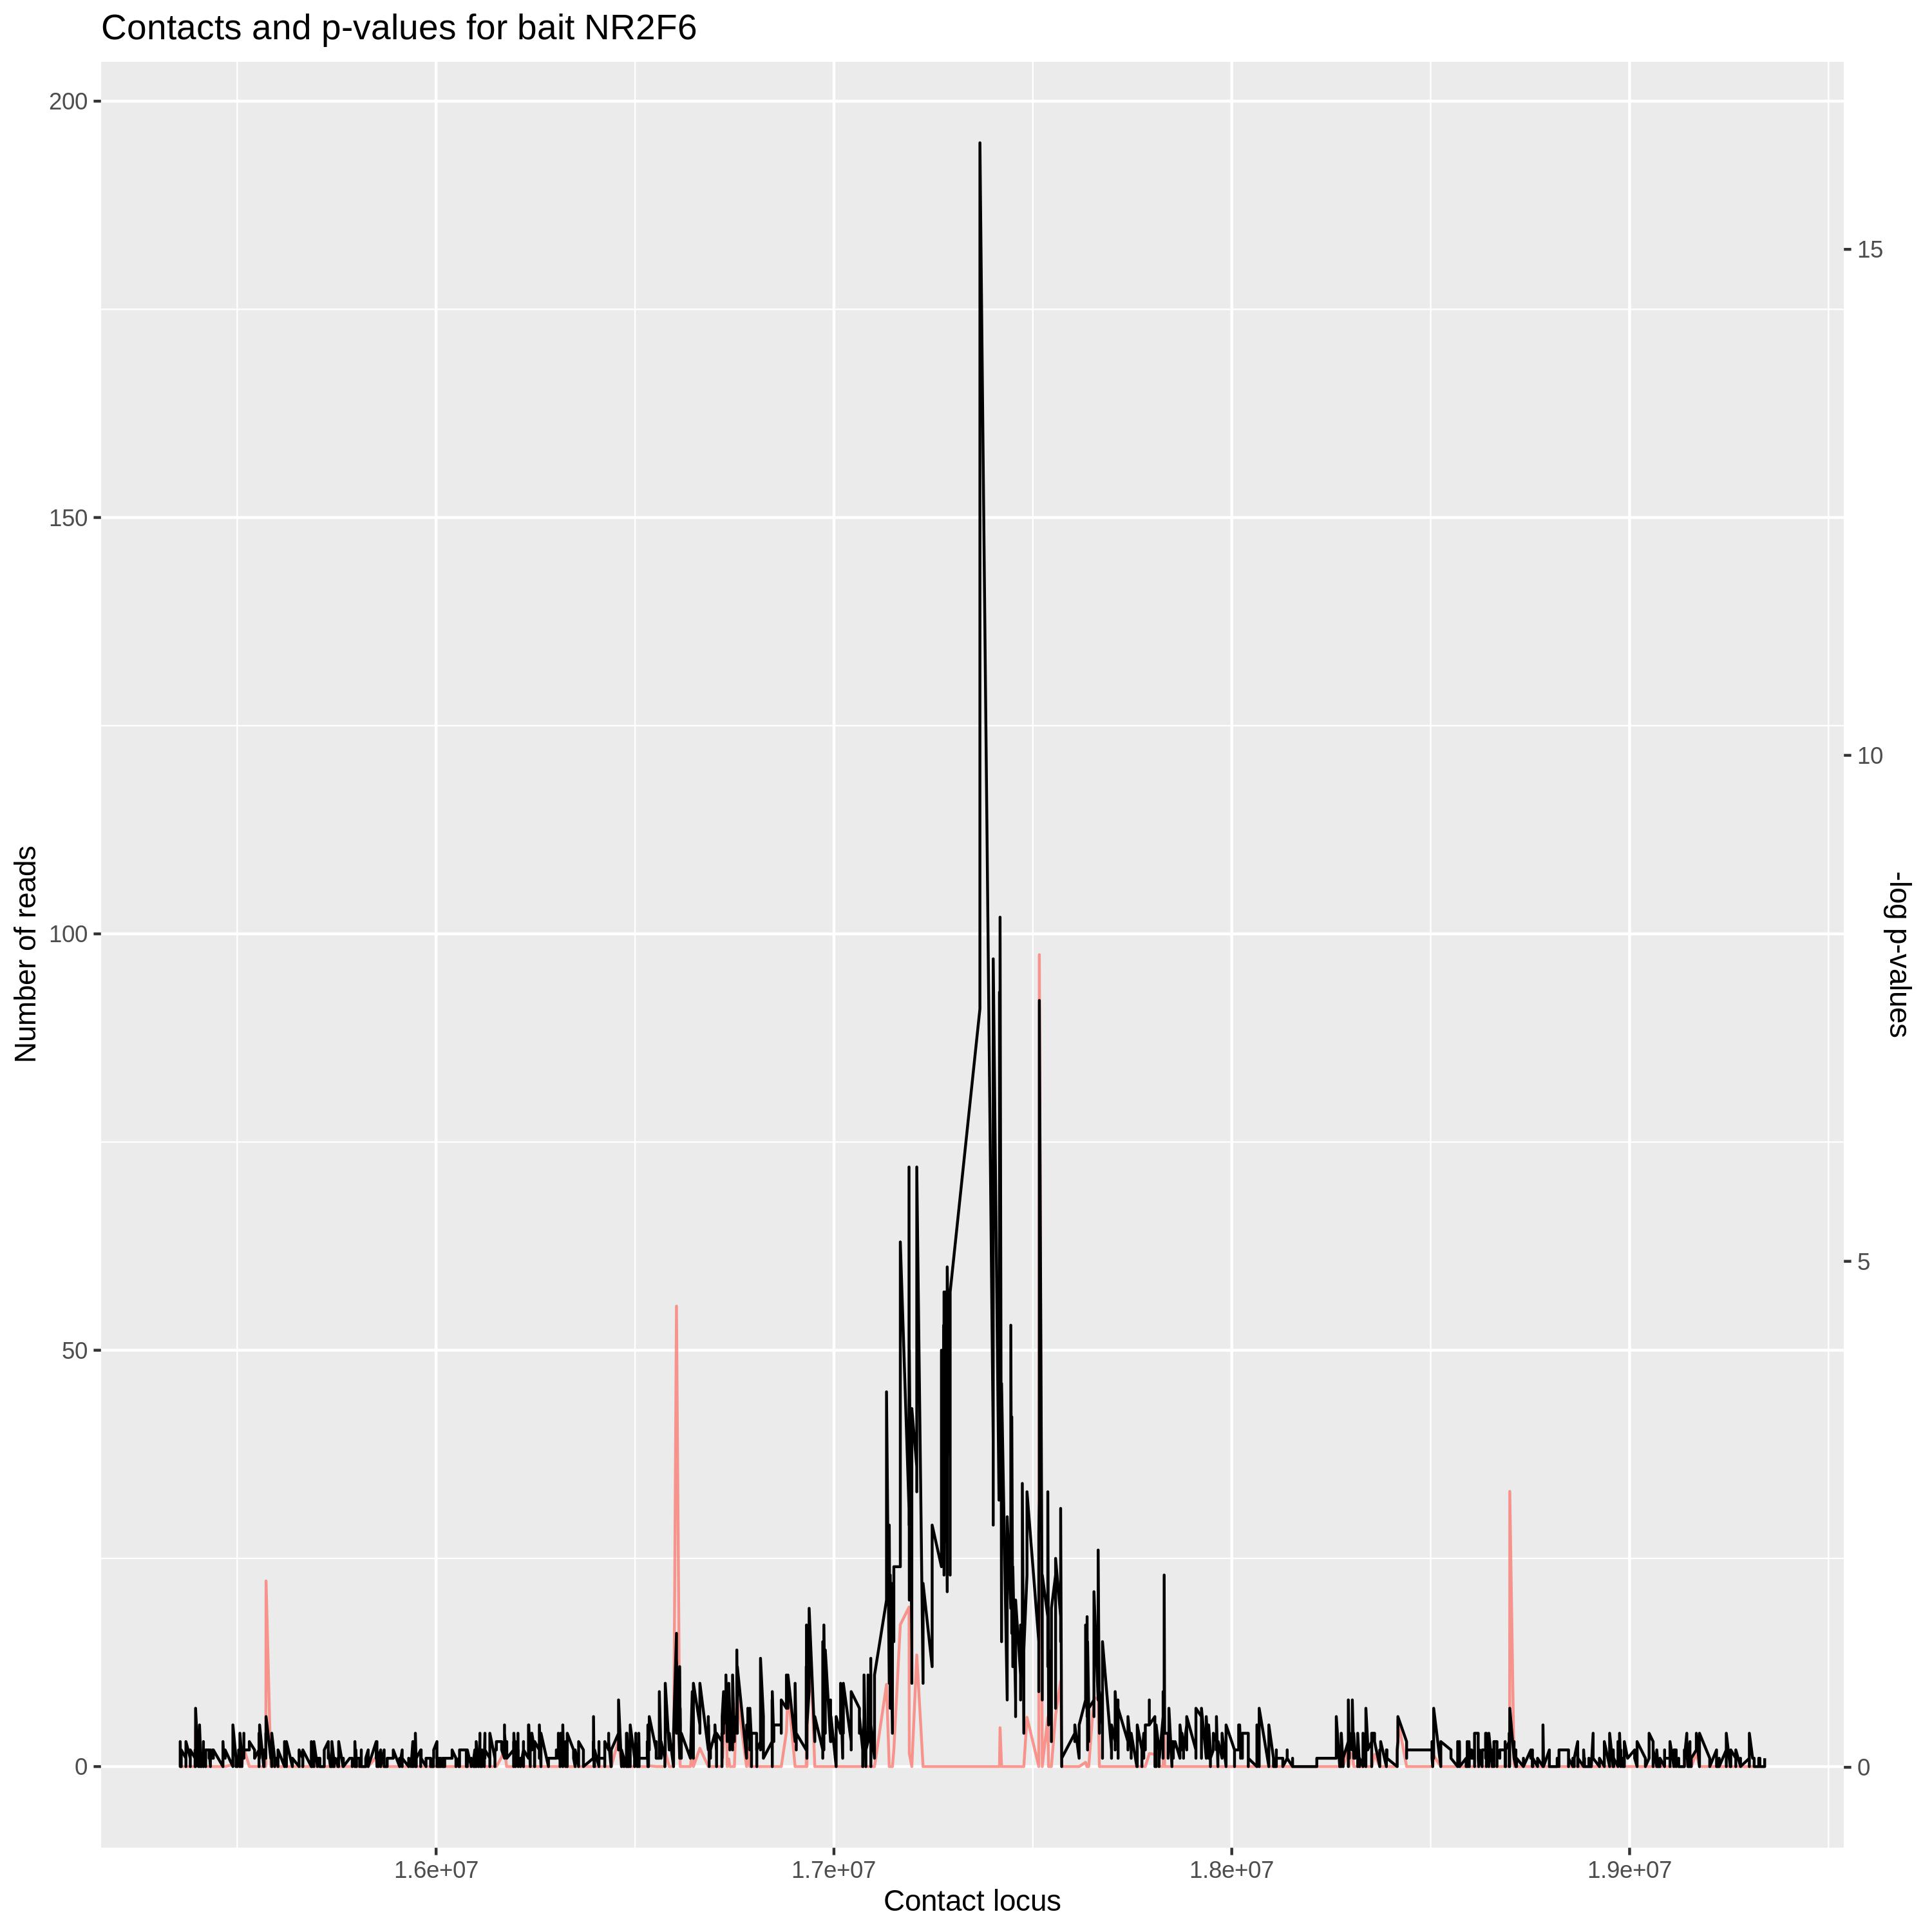 Contacts and p-values for bait NR2F6
200
150
100
50
0
Number of reads
15
10
5
0
-log p-values
1.6e+07
1.7e+07
1.8e+07
1.9e+07
Contact locus